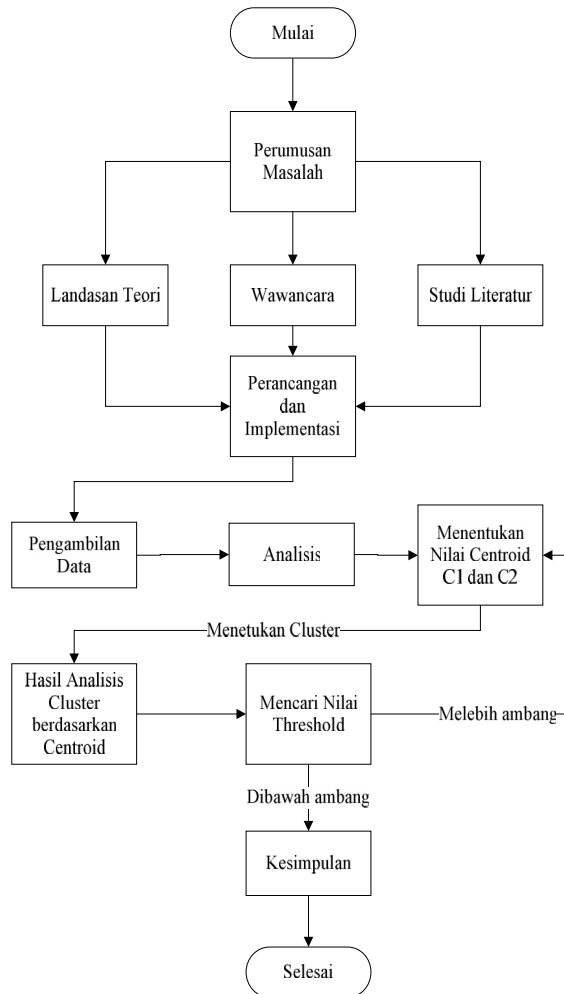 Mulai
Perumusan
Masalah
Landasan Teori
Wawancara
Studi Literatur
Perancangan
dan
Implementasi
Pengambilan
Data
Analisis
Menentukan
Nilai Centroid
C1 dan C2
Menetukan Cluster
Hasil Analisis
Cluster
berdasarkan
Centroid
Mencari Nilai
Threshold
Melebih ambang
Dibawah ambang
Kesimpulan
Selesai